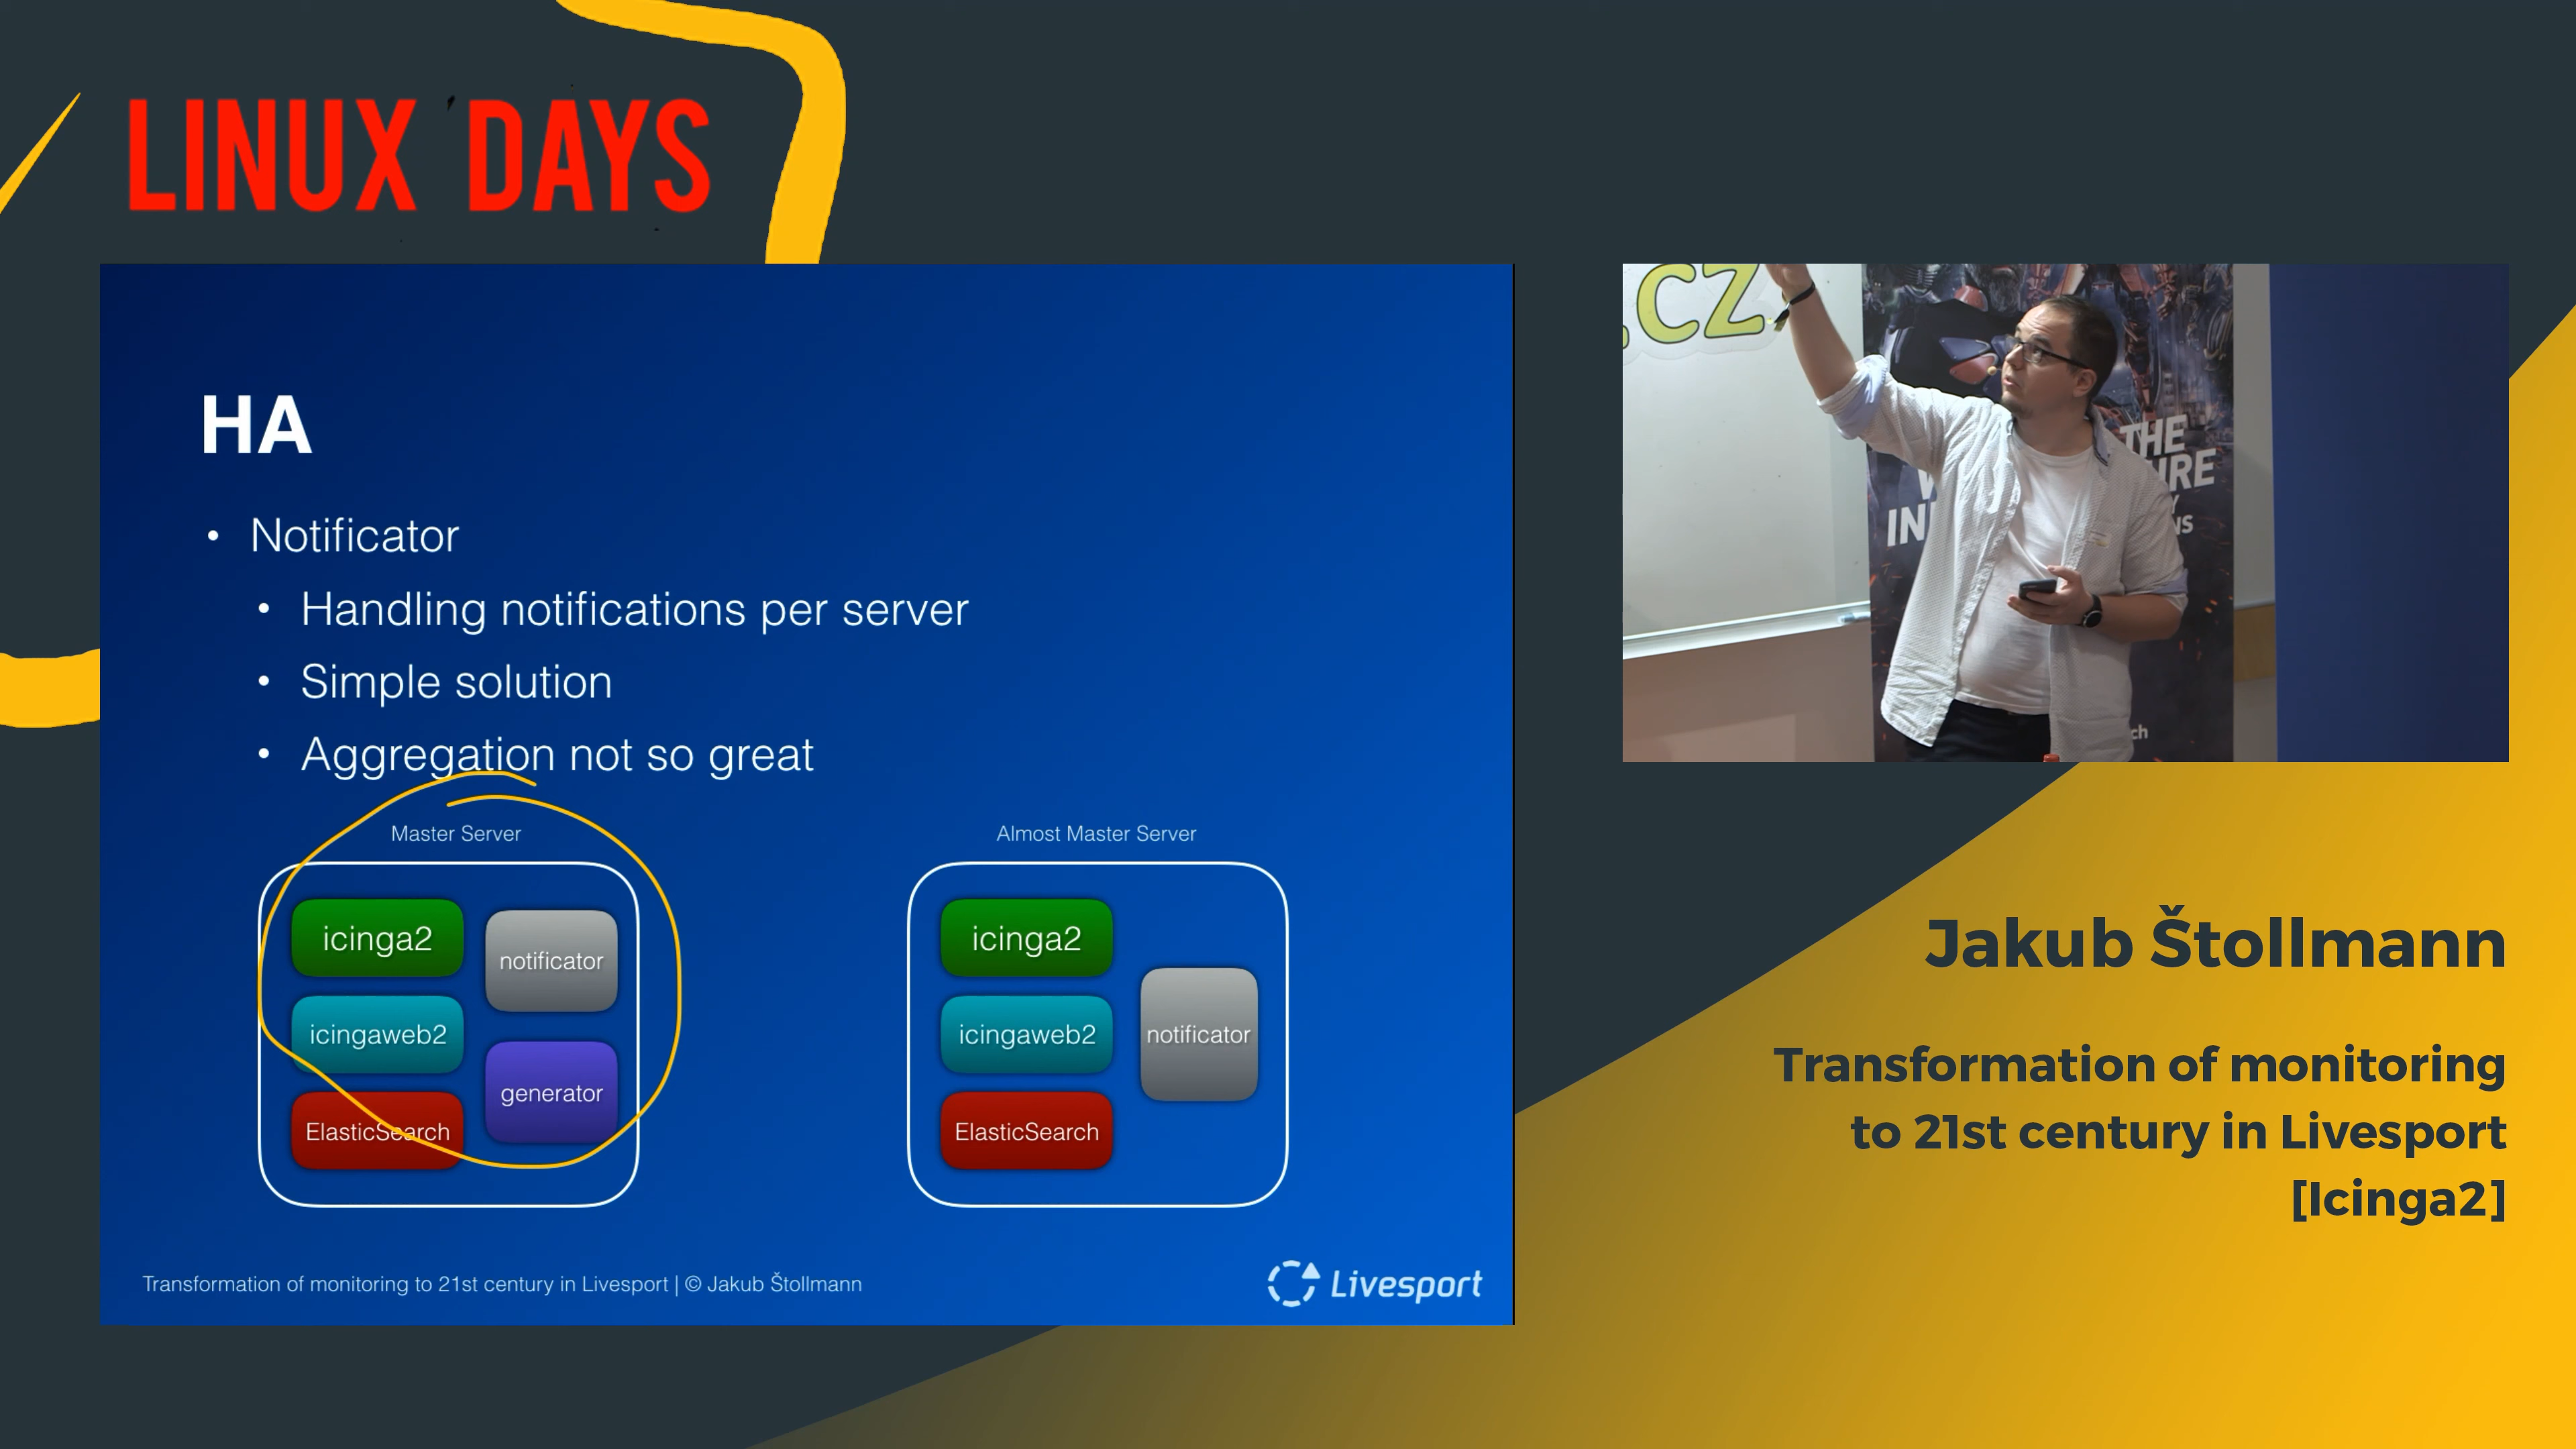 LINUX DAYS
HA
• Notificator
• Handling notifications per server
• Simple solution
• Aggregation not so great
Master Server
icinga2
notificator
icingaweb2
generator
ElasticSearch
Almost Master Server
icinga2
icingaweb2
notificator
ElasticSearch
Transformation of monitoring to 21st century in Livesport | © Jakub Štollmann
Livesport
.CZ
THE
Jakub Štollmann
Transformation of monitoring
to 21st century in Livesport
[Icinga2]